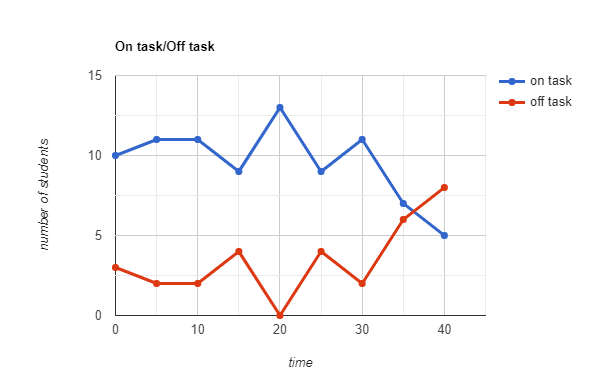 On task/Off task
on task
off task
number of students
15
10
5
0
0 10 20 30 40
time